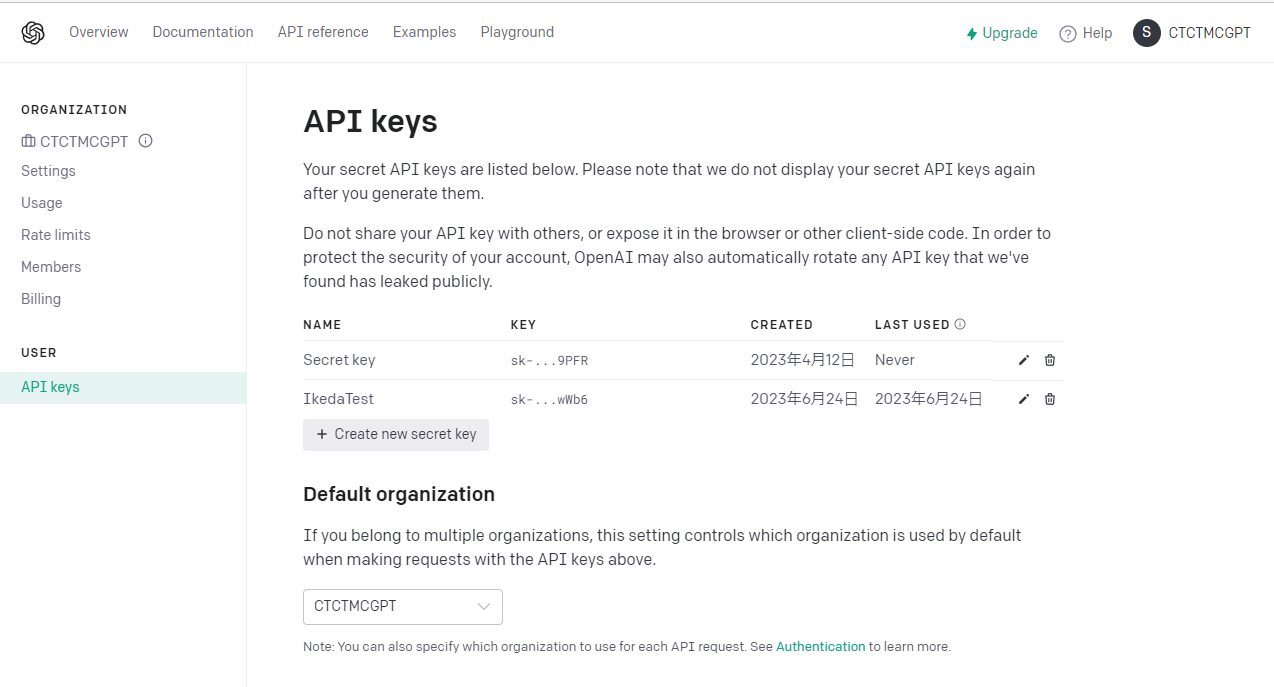 Overview Documentation API reference Examples Playground Upgrade Help S CTCTMCGPT
ORGANIZATION
CTCTMCGPT
Settings
Usage
Rate limits
Members
Billing
USER
API keys
API keys
Your secret API keys are listed below. Please note that we do not display your secret API keys again
after you generate them.
Do not share your API key with others, or expose it in the browser or other client-side code. In order to
protect the security of your account, OpenAI may also automatically rotate any API key that we've
found has leaked publicly.
NAME KEY CREATED LAST USED
Secret key sk-...9PFR 2023年4月12日 Never
IkedaTest sk-...wWb6 2023年6月24日 2023年6月24日
+ Create new secret key
Default organization
If you belong to multiple organizations, this setting controls which organization is used by default
when making requests with the API keys above.
CTCTMCGPT
Note: You can also specify which organization to use for each API request. See Authentication to learn more.